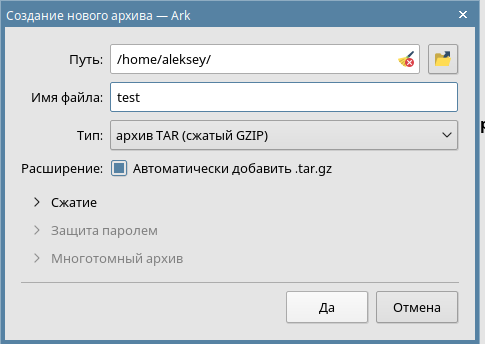 Создание нового архива — Ark
Путь: /home/aleksey/
Имя файла: test
Тип: архив TAR (сжатый GZIP)
Расширение: Автоматически добавить .tar.gz
Сжатие
Защита паролем
Многотомный архив
Да Отмена